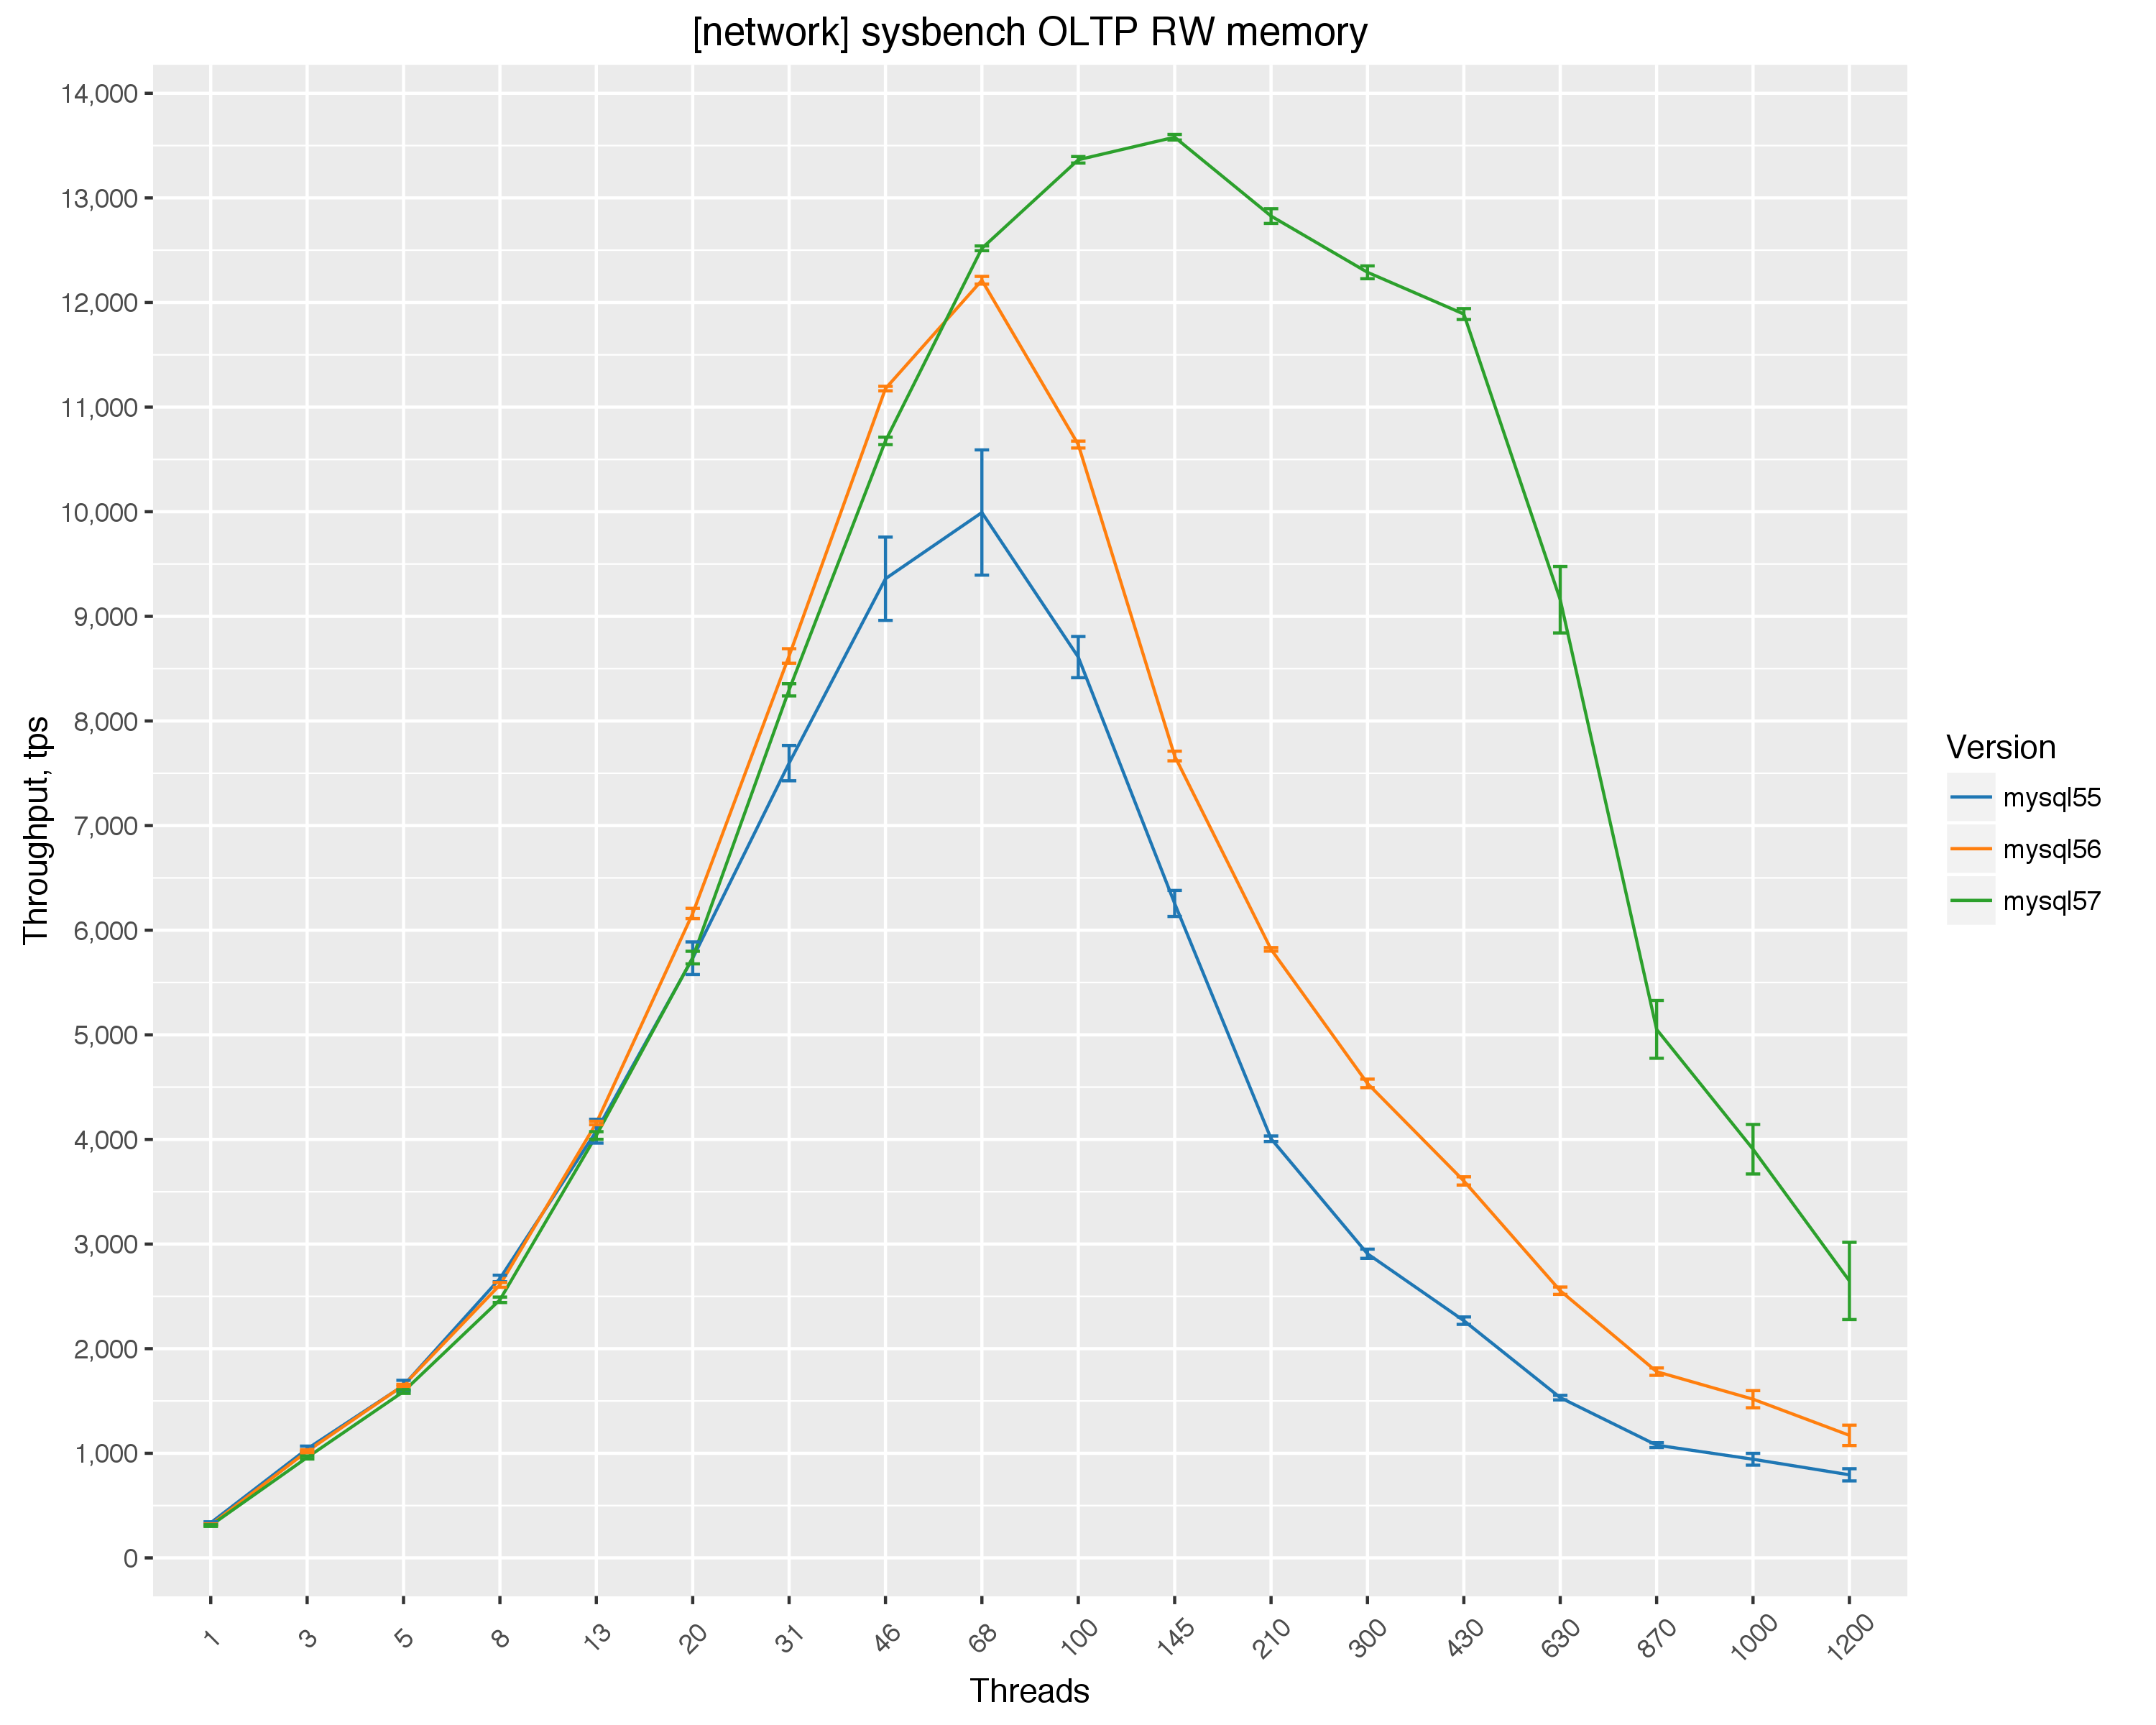 [network] sysbench OLTP RW memory
14,000
13,000
12,000
11,000
10,000
9,000
8,000
7,000
6,000
5,000
4,000
3,000
2,000
1,000
0
Throughput, tps
1 3 5 8 13 20 31 46 68 100 145 210 300 430 630 870 1000 1200
Threads
Version
mysql55
mysql56
mysql57